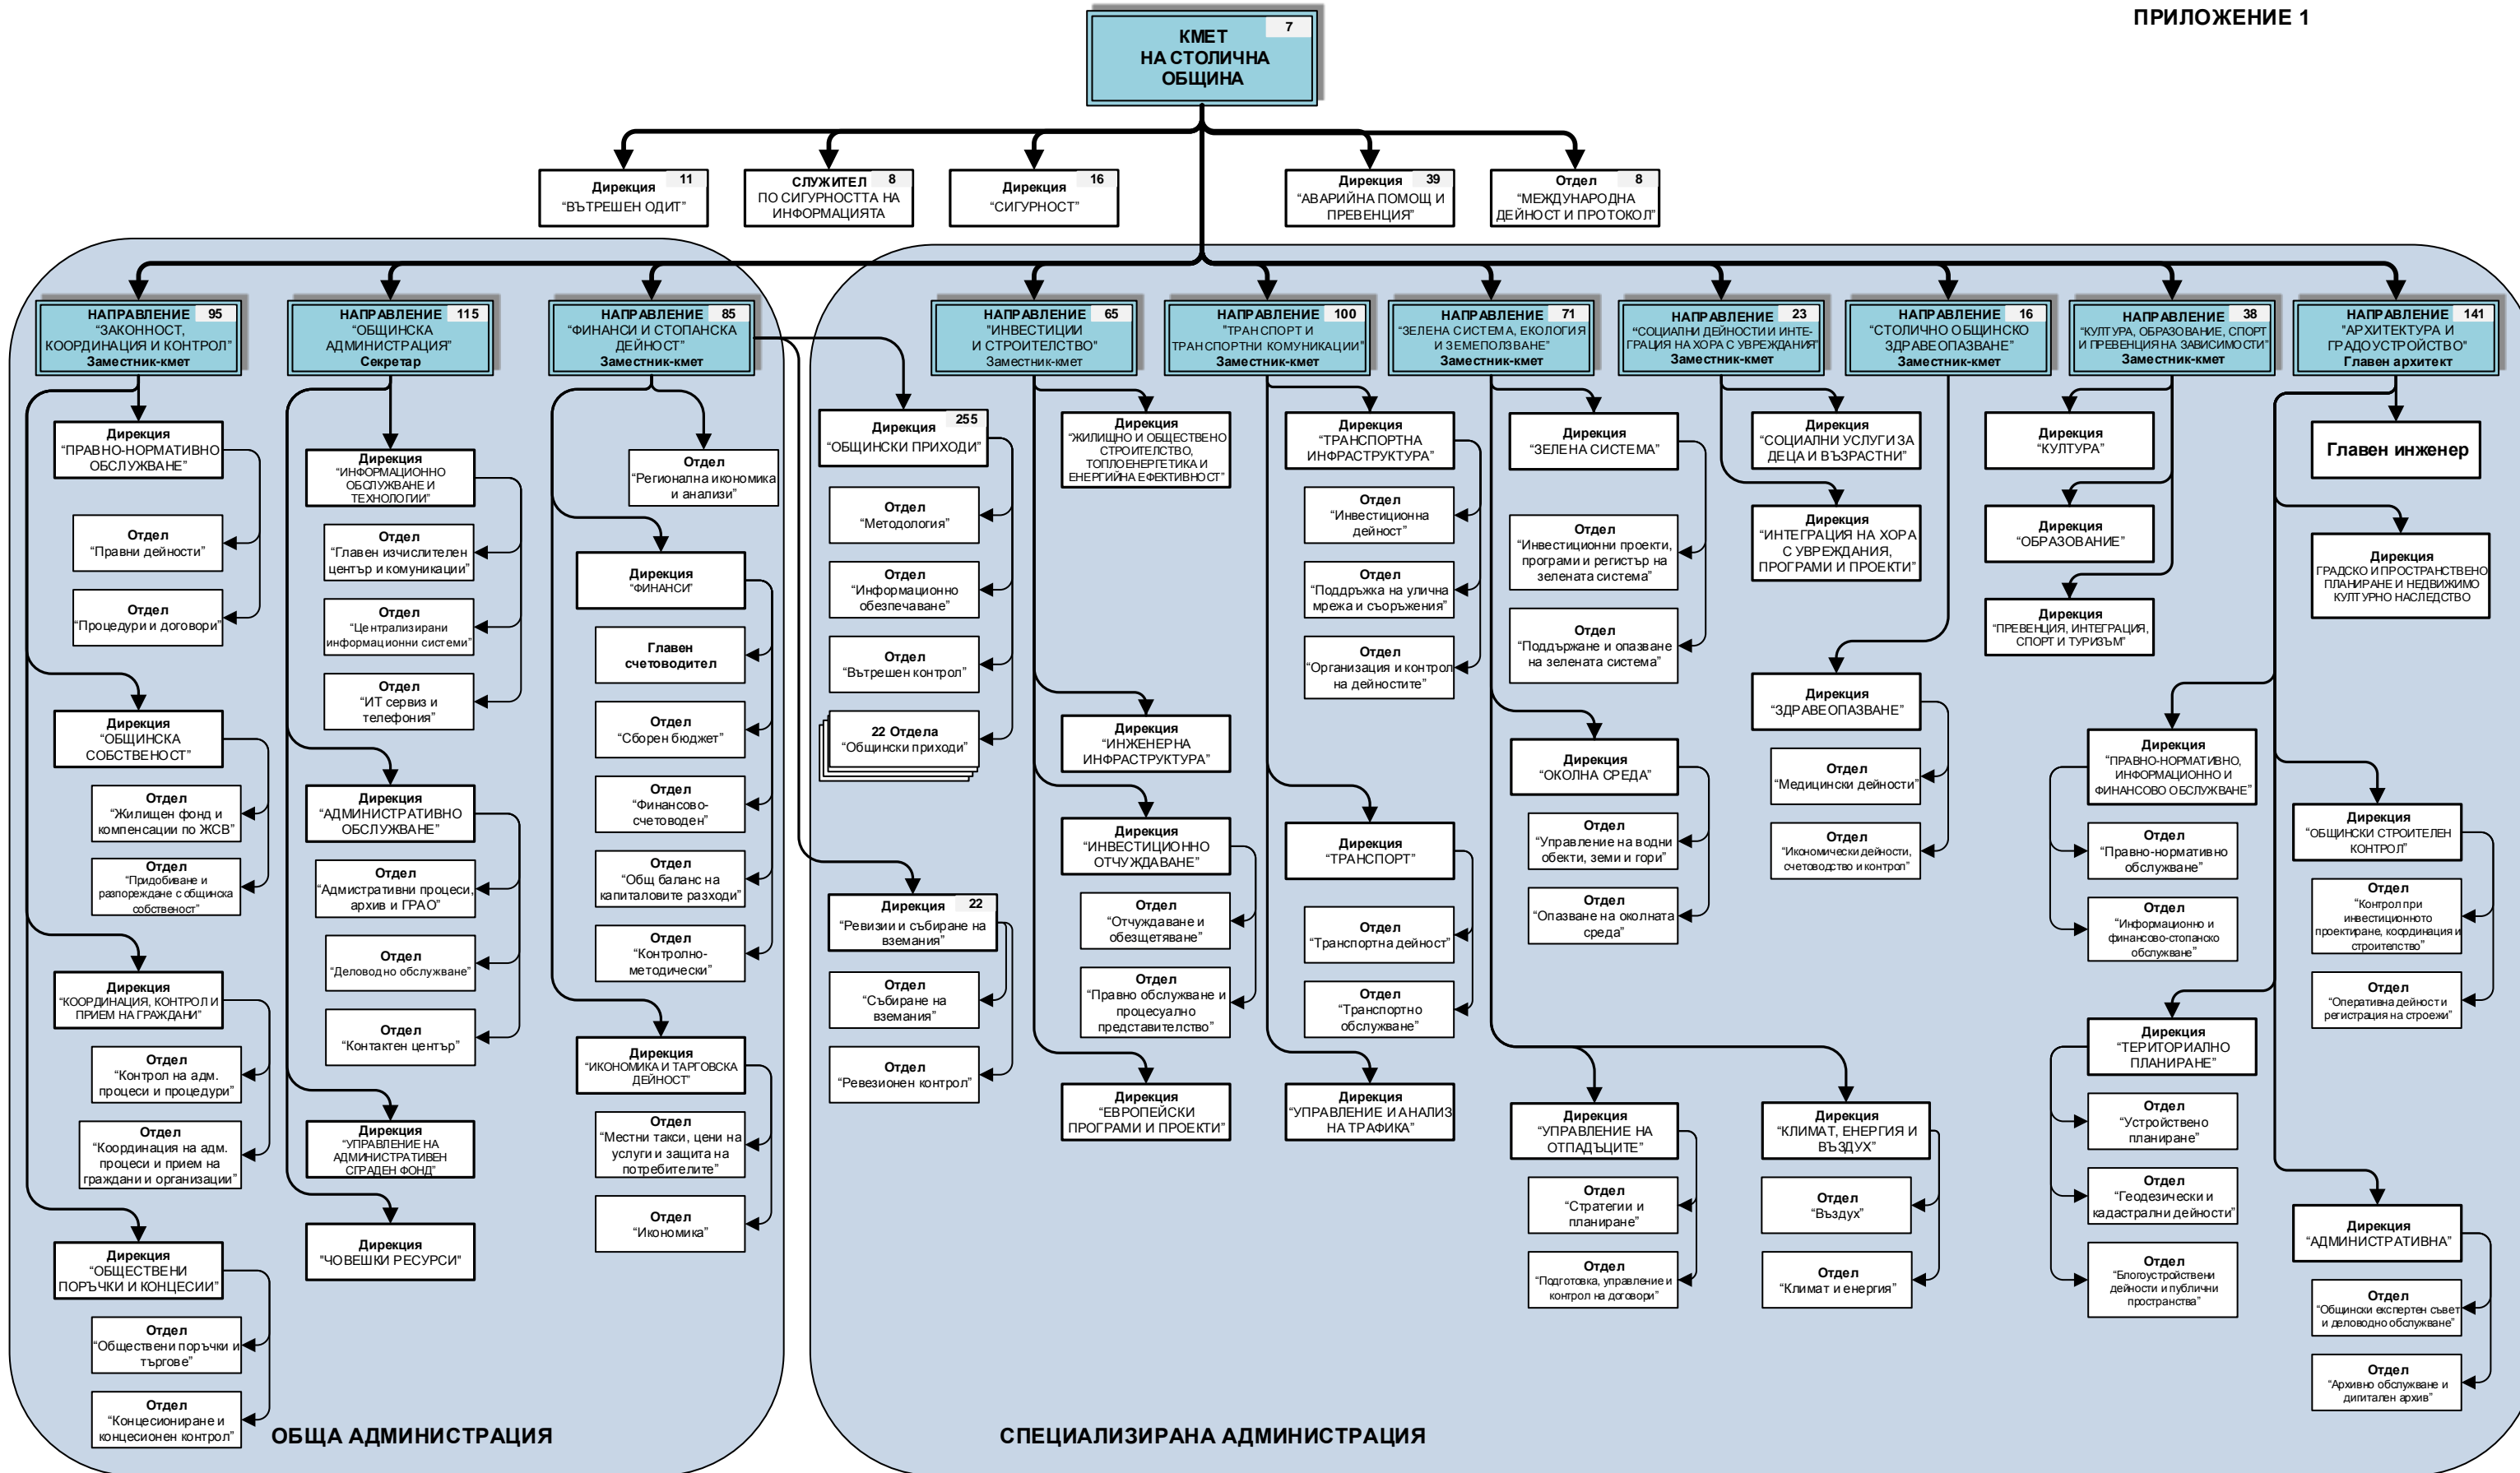 ПРИЛОЖЕНИЕ 1
7
КМЕТ
НА СТОЛИЧНА
ОБЩИНА
Дирекция 11
“ВЪТРЕШЕН ОДИТ”
СЛУЖИТЕЛ 8
ПО СИГУРНОСТТА НА
ИНФОРМАЦИЯТА
Дирекция 16
“СИГУРНОСТ”
Дирекция 39
“АВАРИЙНА ПОМОЩ И
ПРЕВЕНЦИЯ”
Отдел 8
“МЕЖДУНАРОДНА
ДЕЙНОСТ И ПРОТОКОЛ”
НАПРАВЛЕНИЕ 95
“ЗАКОННОСТ,
КООРДИНАЦИЯ И КОНТРОЛ”
Заместник-кмет
Дирекция
“ПРАВНО-НОРМАТИВНО
ОБСЛУЖВАНЕ”
Отдел
“Правни дейности”
Отдел
“Процедури и договори”
Дирекция
“ОБЩИНСКА
СОБСТВЕНОСТ”
Отдел
“Жилищен фонд и
компенсации по ЖСВ”
Отдел
“Придобиване и
разпореждане с общинска
собственост”
Дирекция
“КООРДИНАЦИЯ, КОНТРОЛ И
ПРИЕМ НА ГРАЖДАНИ”
Отдел
“Контрол на адм.
процеси и процедури”
Отдел
“Координация на адм.
процеси и прием на
граждани и организации”
Дирекция
“ОБЩЕСТВЕНИ
ПОРЪЧКИ И КОНЦЕСИИ”
Отдел
“Обществени поръчки и
търгове”
Отдел
“Концесиониране и
концесионен контрол”
НАПРАВЛЕНИЕ 115
“ОБЩИНСКА
АДМИНИСТРАЦИЯ”
Секретар
Дирекция
“ИНФОРМАЦИОННО
ОБСЛУЖВАНЕ И
ТЕХНОЛОГИИ”
Отдел
“Главен изчислителен
център и комуникации”
Отдел
“Централизирани
информационни системи”
Отдел
“ИТ сервиз и
телефония”
Дирекция
“АДМИНИСТРАТИВНО
ОБСЛУЖВАНЕ”
Отдел
“Адмистративни процеси,
архив и ГРАО”
Отдел
“Деловодно обслужване”
Отдел
“Контактен център”
Дирекция
“УПРАВЛЕНИЕ НА
АДМИНИСТРАТИВЕН
СГРАДЕН ФОНД”
Дирекция
"ЧОВЕШКИ РЕСУРСИ"
НАПРАВЛЕНИЕ 85
“ФИНАНСИ И СТОПАНСКА
ДЕЙНОСТ”
Заместник-кмет
Отдел
“Регионална икономика
и анализи”
Дирекция
“ФИНАНСИ”
Главен
счетоводител
Отдел
“Сборен бюджет”
Отдел
“Финансово-
счетоводен”
Отдел
“Общ баланс на
капиталовите разходи”
Отдел
“Контролно-
методически”
Дирекция
“ИКОНОМИКА И ТАРГОВСКА
ДЕЙНОСТ”
Отдел
“Местни такси, цени на
услуги и защита на
потребителите”
Отдел
“Икономика”
ОБЩА АДМИНИСТРАЦИЯ
255
Дирекция
“ОБЩИНСКИ ПРИХОДИ”
Отдел
“Методология”
Отдел
“Информационно
обезпечаване”
Отдел
“Вътрешен контрол”
22 Отдела
“Общински приходи”
Дирекция 22
“Ревизии и събиране на
вземания”
Отдел
“Събиране на
вземания”
Отдел
“Ревезионен контрол”
НАПРАВЛЕНИЕ 65
“ИНВЕСТИЦИИ
И СТРОИТЕЛСТВО”
Заместник-кмет
Дирекция
“ЖИЛИЩНО И ОБЩЕСТВЕНО
СТРОИТЕЛСТВО,
ТОПЛОЕНЕРГЕТИКА И
ЕНЕРГИЙНА ЕФЕКТИВНОСТ”
Дирекция
“ИНЖЕНЕРНА
ИНФРАСТРУКТУРА”
Дирекция
“ИНВЕСТИЦИОННО
ОТЧУЖДАВАНЕ”
Отдел
“Отчуждаване и
обезщетяване”
Отдел
“Правно обслужване и
процесуално
представителство”
Дирекция
“ЕВРОПЕЙСКИ
ПРОГРАМИ И ПРОЕКТИ”
НАПРАВЛЕНИЕ 100
“ТРАНСПОРТ И
ТРАНСПОРТНИ КОМУНИКАЦИИ”
Заместник-кмет
Дирекция
“ТРАНСПОРТНА
ИНФРАСТРУКТУРА”
Отдел
“Инвестиционна
дейност”
Отдел
“Поддръжка на улична
мрежа и съоръжения”
Отдел
“Организация и контрол
на дейностите”
Дирекция
“ТРАНСПОРТ”
Отдел
“Транспортна дейност”
Отдел
“Транспортно
обслужване”
Дирекция
“УПРАВЛЕНИЕ И АНАЛИЗ
НА ТРАФИКА”
НАПРАВЛЕНИЕ 71
“ЗЕЛЕНА СИСТЕМА, ЕКОЛОГИЯ
И ЗЕМЕПОЛЗВАНЕ”
Заместник-кмет
Дирекция
“ЗЕЛЕНА СИСТЕМА”
Отдел
“Инвестиционни проекти,
програми и регистър на
зелената система”
Отдел
“Поддържане и опазване
на зелената система”
Дирекция
“ОКОЛНА СРЕДА”
Отдел
“Управление на водни
обекти, земи и гори”
Отдел
“Опазване на околната
среда”
Дирекция
“УПРАВЛЕНИЕ НА
ОТПАДЪЦИТЕ”
Отдел
“Стратегии и
планиране”
Отдел
“Подготовка, управление и
контрол на договори”
Дирекция
“КЛИМАТ, ЕНЕРГИЯ И
ВЪЗДУХ”
Отдел
“Въздух”
Отдел
“Климат и енергия”
НАПРАВЛЕНИЕ 23
“СОЦИАЛНИ ДЕЙНОСТИ И ИНТЕ-
ГРАЦИЯ НА ХОРА С УВРЕЖДАНИЯ”
Заместник-кмет
Дирекция
“СОЦИАЛНИ УСЛУГИ ЗА
ДЕЦА И ВЪЗРАСТНИ”
Дирекция
“ИНТЕГРАЦИЯ НА ХОРА
С УВРЕЖДАНИЯ,
ПРОГРАМИ И ПРОЕКТИ”
НАПРАВЛЕНИЕ 16
“СТОЛИЧНО ОБЩИНСКО
ЗДРАВЕОПАЗВАНЕ”
Заместник-кмет
Дирекция
“ЗДРАВЕОПАЗВАНЕ”
Отдел
“Медицински дейности”
Отдел
“Икономически дейности,
счетоводство и контрол”
НАПРАВЛЕНИЕ 38
“КУЛТУРА, ОБРАЗОВАНИЕ, СПОРТ
И ПРЕВЕНЦИЯ НА ЗАВИСИМОСТИ”
Заместник-кмет
Дирекция
“КУЛТУРА”
Дирекция
“ОБРАЗОВАНИЕ”
Дирекция
“ПРЕВЕНЦИЯ, ИНТЕГРАЦИЯ,
СПОРТ И ТУРИЗЪМ”
НАПРАВЛЕНИЕ 141
“АРХИТЕКТУРА И
ГРАДОУСТРОЙСТВО”
Главен архитект
Главен инженер
Дирекция
ГРАДСКО И ПРОСТРАНСТВЕНО
ПЛАНИРАНЕ И НЕДВИЖИМО
КУЛТУРНО НАСЛЕДСТВО
Дирекция
“ПРАВНО-НОРМАТИВНО,
ИНФОРМАЦИОННО И
ФИНАНСОВО ОБСЛУЖВАНЕ”
Отдел
“Правно-нормативно
обслужване”
Отдел
“Информационно и
финансово-стопанско
обслужване”
Дирекция
“ОБЩИНСКИ СТРОИТЕЛЕН
КОНТРОЛ”
Отдел
“Контрол при
инвестиционното
проектиране, координация и
строителство”
Отдел
“Оперативна дейност и
регистрация на строежи”
Дирекция
“ТЕРИТОРИАЛНО
ПЛАНИРАНЕ”
Отдел
“Устройствено
планиране”
Отдел
“Геодезически и
кадастрални дейности”
Отдел
“Блогоустройствени
дейности и публични
пространства”
Дирекция
“АДМИНИСТРАТИВНА”
Отдел
“Общински експертен съвет
и деловодно обслужване”
Отдел
“Архивно обслужване и
дигитален архив”
СПЕЦИАЛИЗИРАНА АДМИНИСТРАЦИЯ